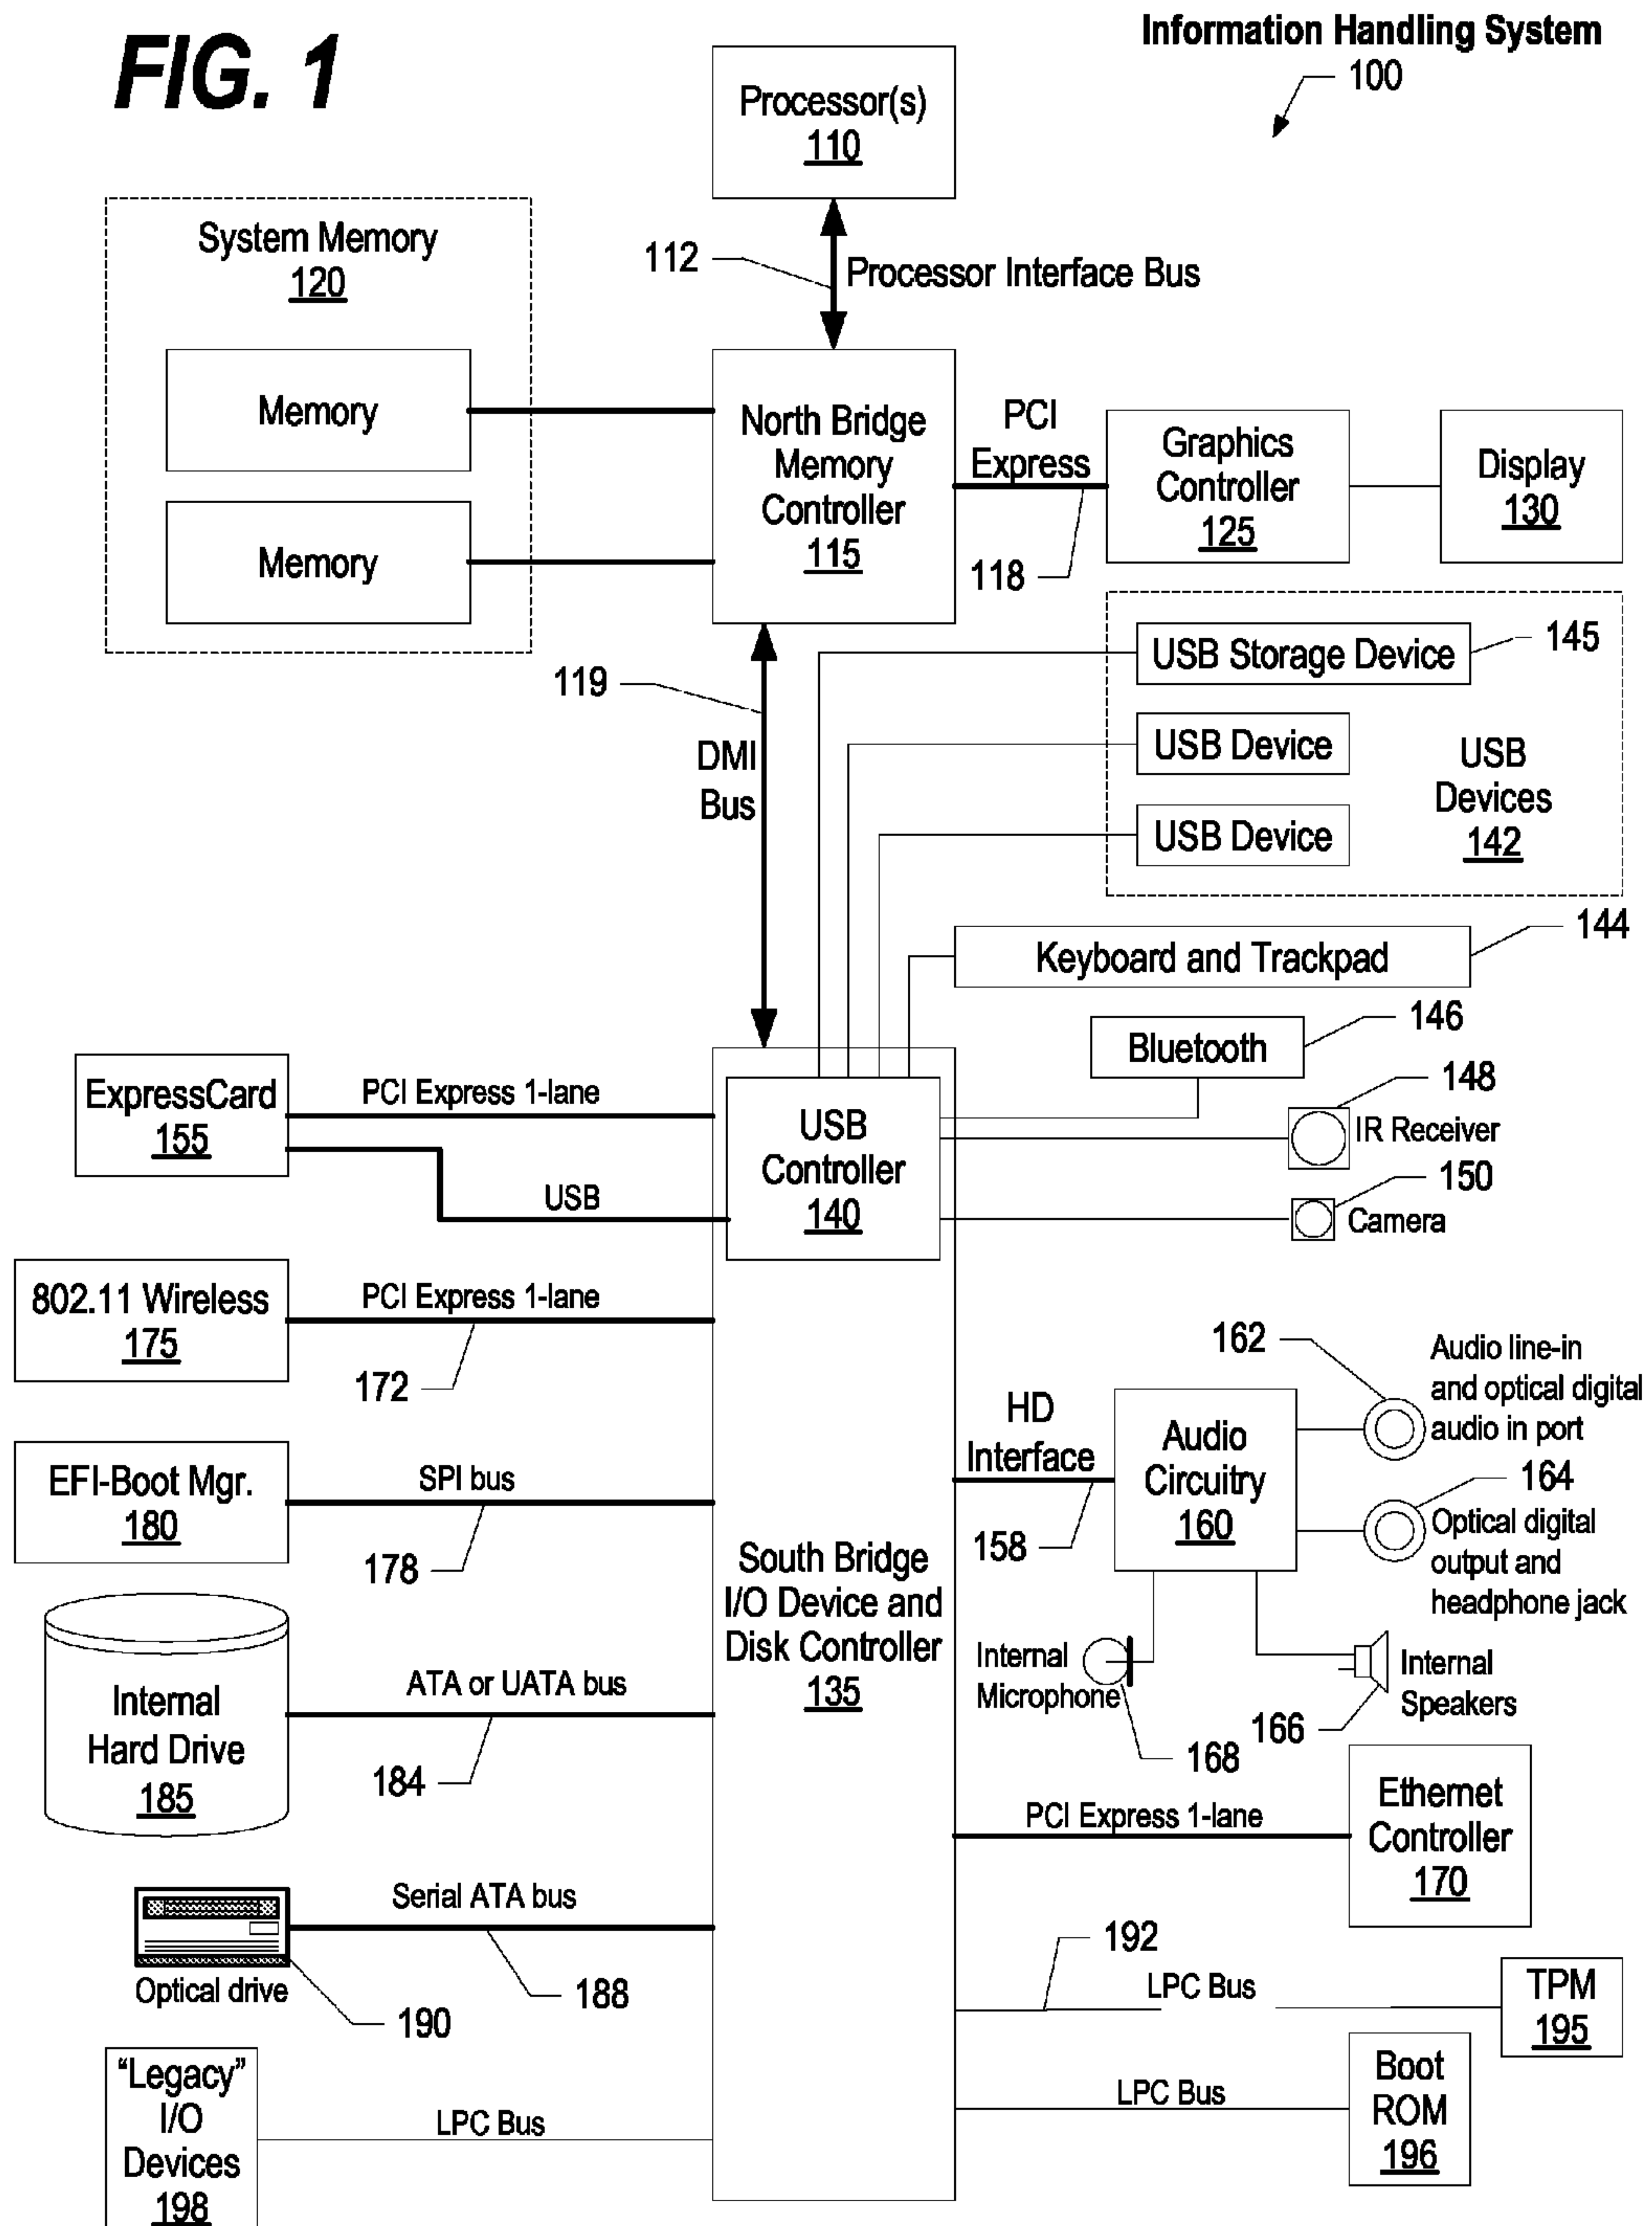 FIG. 1
Information Handling System
100
Processor(s)
110
112
Processor Interface Bus
System Memory
120
Memory
Memory
North Bridge
Memory
Controller
115
PCI
Express
118
Graphics
Controller
125
Display
130
119
DMI
Bus
USB Storage Device
145
USB Device
USB Device
USB
Devices
142
144
Keyboard and Trackpad
146
Bluetooth
148
IR Receiver
150
Camera
ExpressCard
155
PCI Express 1-lane
USB
USB
Controller
140
802.11 Wireless
175
PCI Express 1-lane
172
EFI-Boot Mgr.
180
SPI bus
178
South Bridge
I/O Device and
Disk Controller
135
HD
Interface
158
Audio
Circuitry
160
162
Audio line-in
and optical digital
audio in port
164
Optical digital
output and
headphone jack
Internal
Microphone
168
Internal
Speakers
166
Internal
Hard Drive
185
ATA or UATA bus
184
PCI Express 1-lane
Ethernet
Controller
170
Serial ATA bus
188
Optical drive
190
192
LPC Bus
TPM
195
LPC Bus
Boot
ROM
196
“Legacy”
I/O
Devices
198
LPC Bus